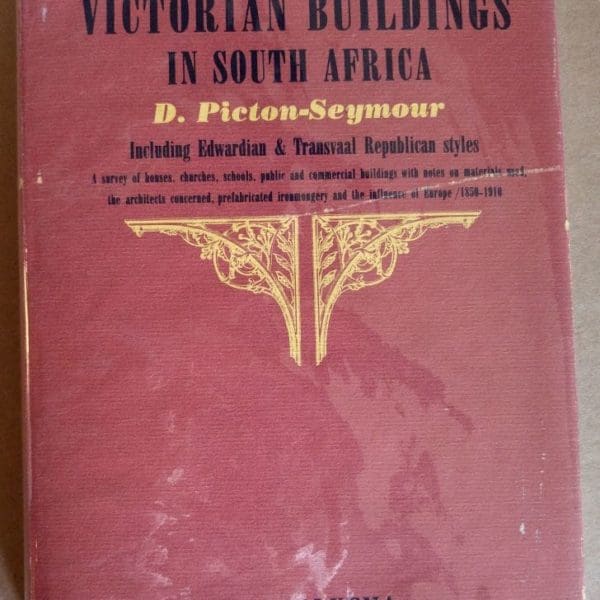 VICTORIAN BUILDINGS
IN SOUTH AFRICA
D. Picton-Seymour
Including Edwardian & Transvaal Republican styles
A survey of houses, churches, schools, public and commercial buildings with notes on materials used,
the architects concerned, prefabricated ironmongery and the influence of Europe /1850-1910